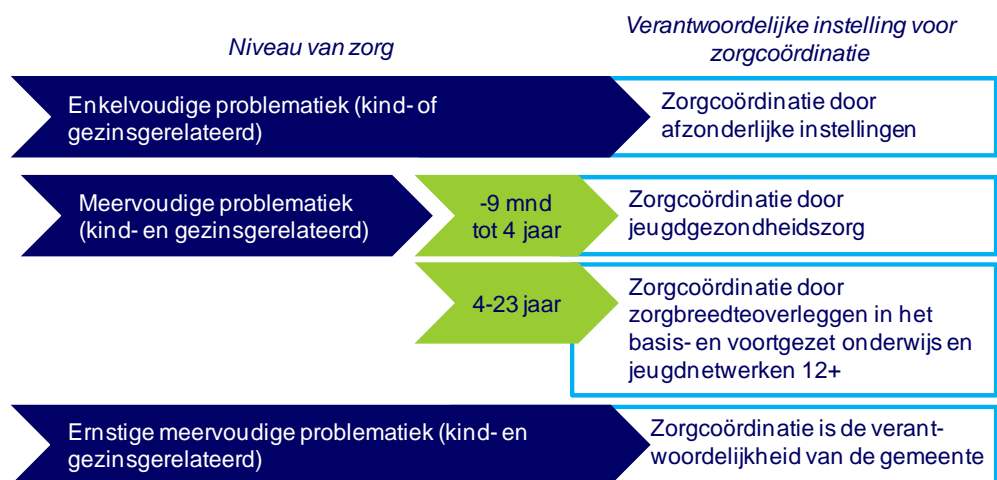 Niveau van zorg
Verantwoordelijke instelling voor
zorgcoördinatie
Enkelvoudige problematiek (kind- of
gezinsgerelateerd)
Zorgcoördinatie door
afzonderlijke instellingen
Meervoudige problematiek
(kind- en gezinsgerelateerd)
-9 mnd
tot 4 jaar
Zorgcoördinatie door
jeugdgezondheidszorg
4-23 jaar
Zorgcoördinatie door
zorgbreedteoverleggen in het
basis- en voortgezet onderwijs en
jeugdnetwerken 12+
Ernstige meervoudige problematiek (kind- en
gezinsgerelateerd)
Zorgcoördinatie is de verant-
woordelijkheid van de gemeente